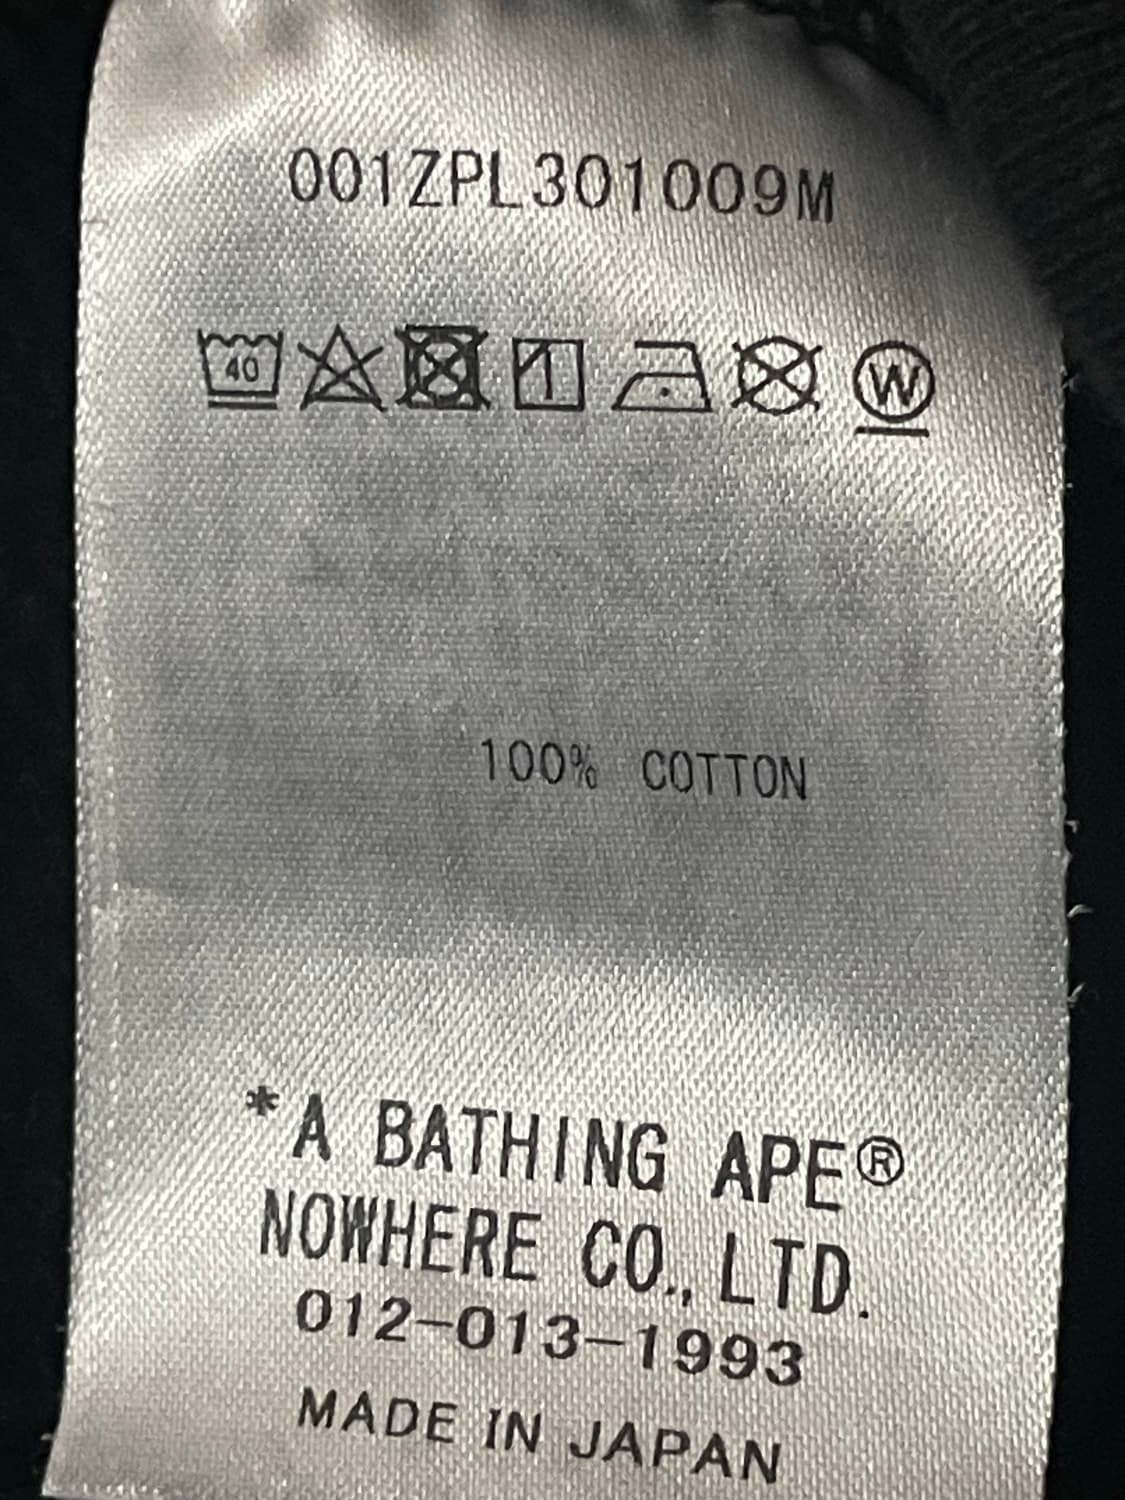 001ZPL301009M
40
W
100% COTTON
*A BATHING APE®
NOWHERE CO., LTD.
012-013-1993
MADE IN JAPAN